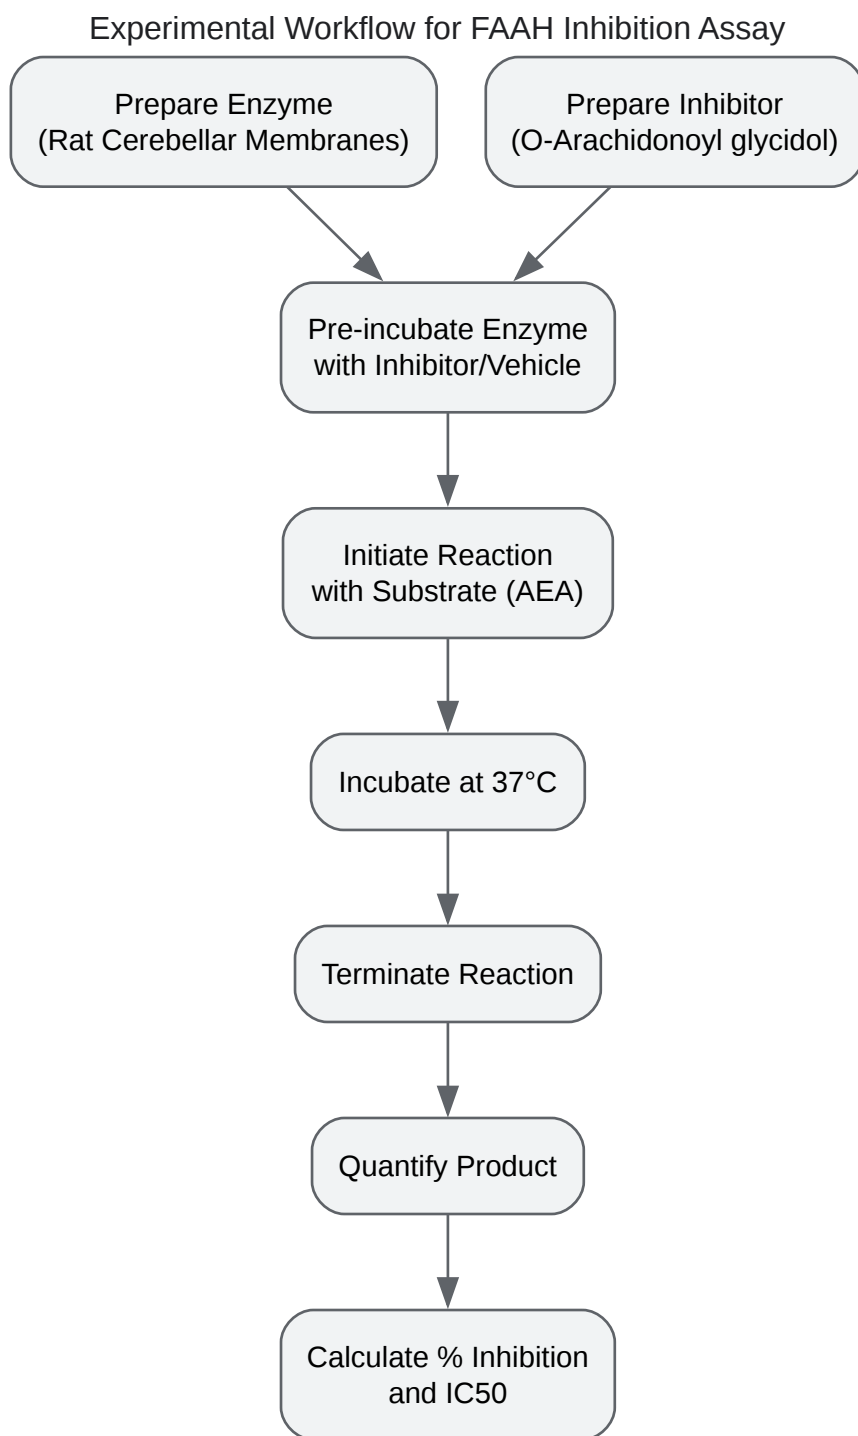 Experimental Workflow for FAAH Inhibition Assay
Prepare Enzyme
(Rat Cerebellar Membranes)
Prepare Inhibitor
(O-Arachidonoyl glycidol)
Pre-incubate Enzyme
with Inhibitor/Vehicle
Initiate Reaction
with Substrate (AEA)
Incubate at 37°C
Terminate Reaction
Quantify Product
Calculate % Inhibition
and IC50